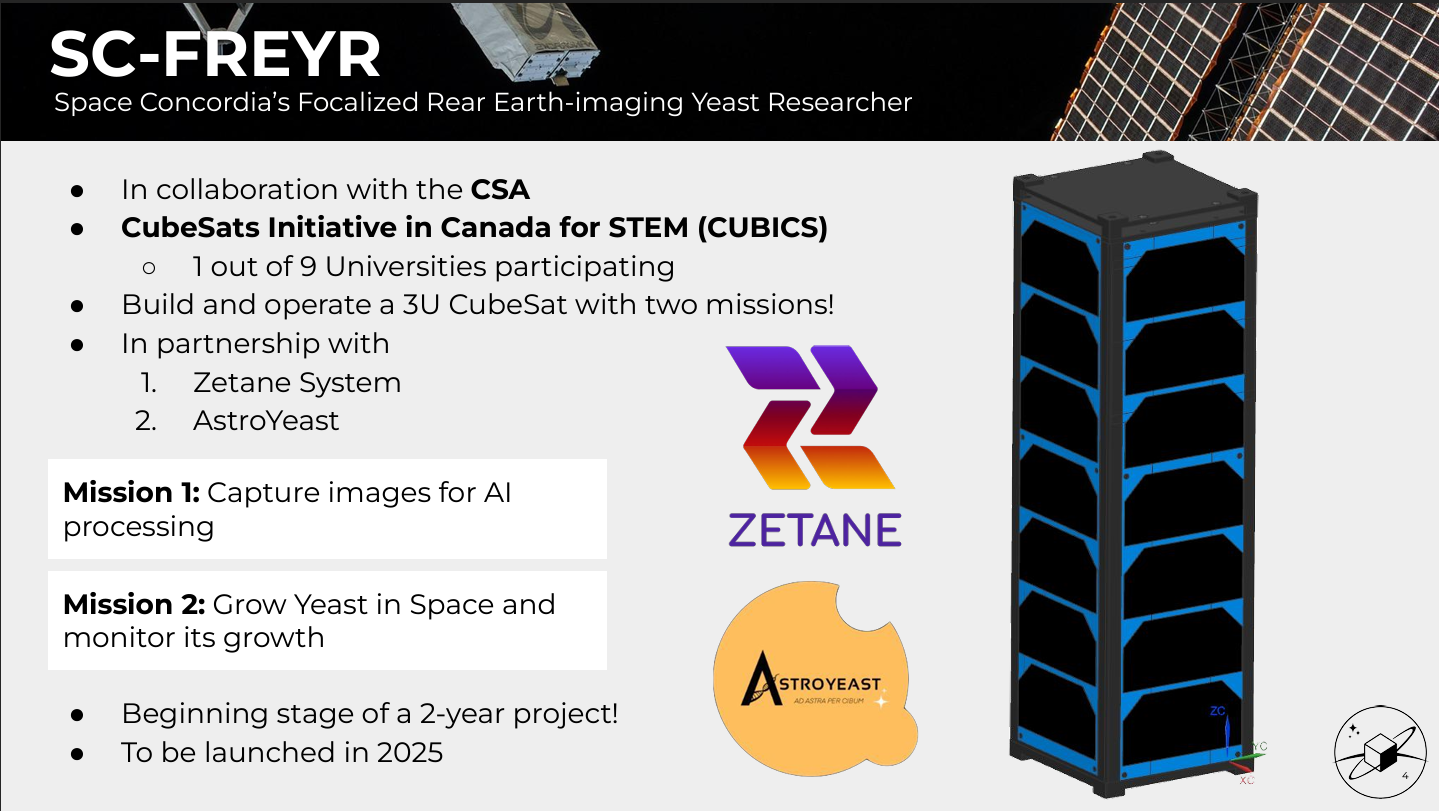 SC-FREYR
Space Concordia's Focalized Rear Earth-imaging Yeast Researcher
● In collaboration with the CSA
● CubeSats Initiative in Canada for STEM (CUBICS)
○ 1 out of 9 Universities participating
● Build and operate a 3U CubeSat with two missions!
● In partnership with
1. Zetane System
2. AstroYeast
ZETANE
Mission 1: Capture images for AI
processing
Mission 2: Grow Yeast in Space and
monitor its growth
ASTROYEAST
AD ASTRA PER CIBUM
● Beginning stage of a 2-year project!
● To be launched in 2025
ZC
YC
XC
4